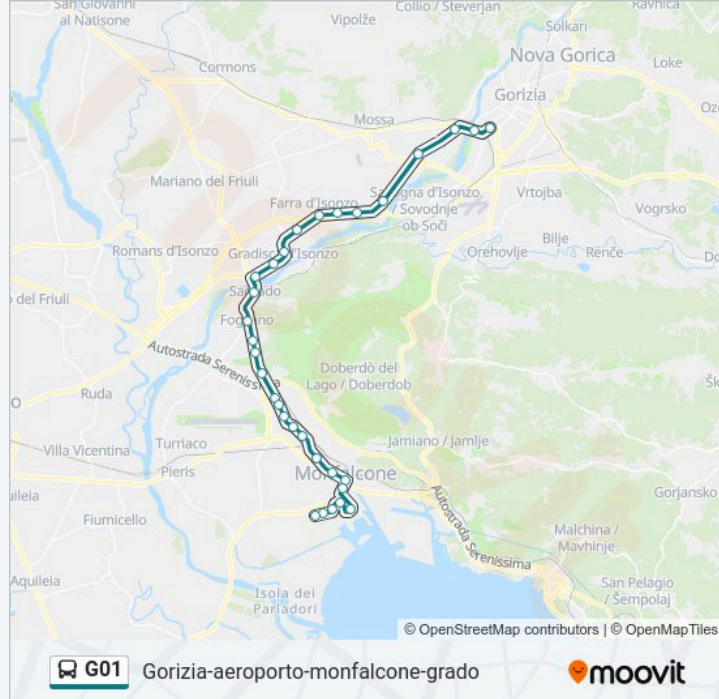 San Giovanni
al Natisone
Vipolže
Collio / Steverjan
Ravnica
Solkan
Nova Gorica
Loke
Cormons
Gorizia
Mossa
Mariano del Friuli
Farra d'Isonzo
Savogna d'Isonzo
/ Sovodnje
ob Soči
Vrtojba
Vogrsko
Bilje
Renče
Orehovlje
Romans d'Isonzo
Gradisca d'Isonzo
del Friuli
Autostrada Serenissima
Doberdò del
Lago / Doberdob
Ruda
Villa Vicentina
Turriaco
Pieris
Jamiano / Jamlje
Monfalcone
Gorjansko
Fiumicello
Autostrada Serenissima
Malchina /
Mavhinje
Aquileia
Isola dei
Parladori
San Pelagio
/ Šempolaj
© OpenStreetMap contributors | © OpenMapTiles
G01 Gorizia-aeroporto-monfalcone-grado
moovit